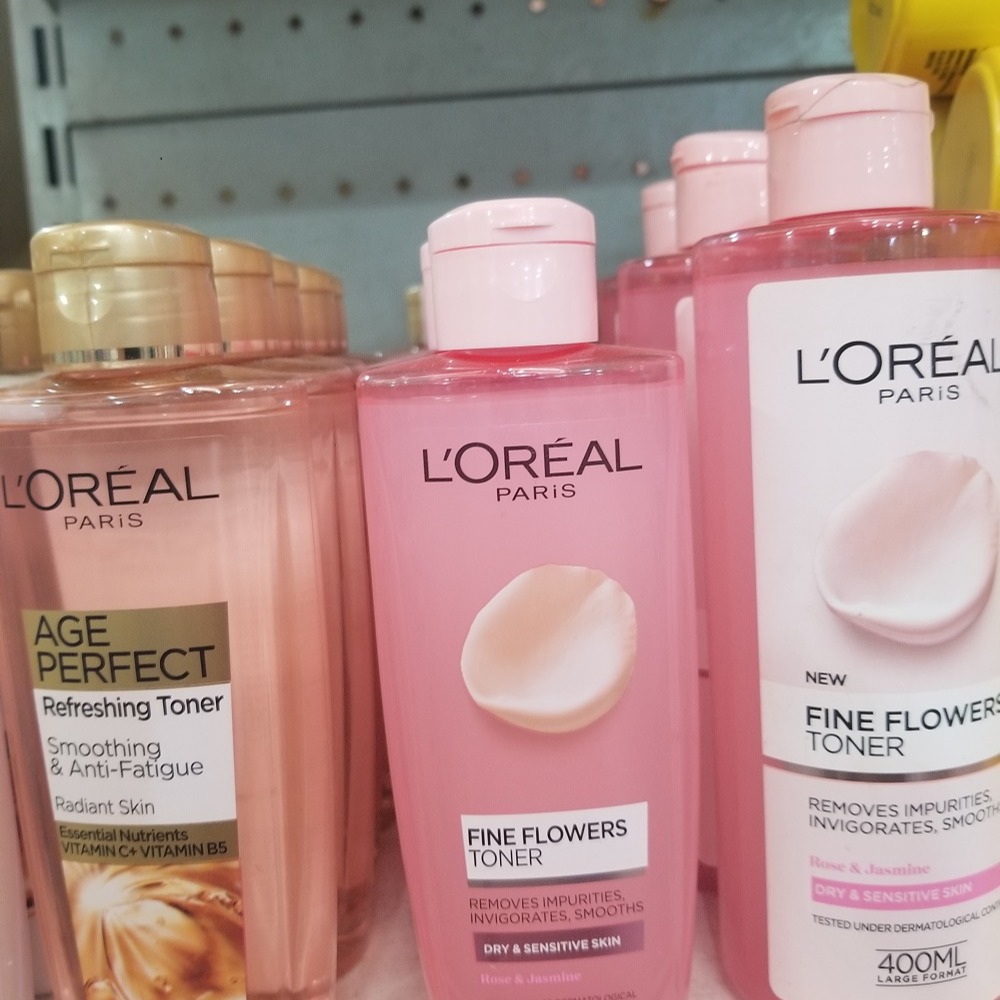 L'ORÉAL
PARiS
AGE
PERFECT
Refreshing Toner
Smoothing
& Anti-Fatigue
Radiant Skin
Essential Nutrients
VITAMIN C+ VITAMIN B5
L'ORÉAL
PARiS
FINE FLOWERS
TONER
REMOVES IMPURITIES,
INVIGORATES, SMOOTHS
DRY & SENSITIVE SKIN
Rose & Jasmine
DERMATOLOGICAL
L'ORÉAL
PARiS
NEW
FINE FLOWERS
TONER
REMOVES IMPURITIES,
INVIGORATES, SMOOTH
Rose & Jasmine
DRY & SENSITIVE SKIN
TESTED UNDER DERMATOLOGICAL
400ML
LARGE FORMAT